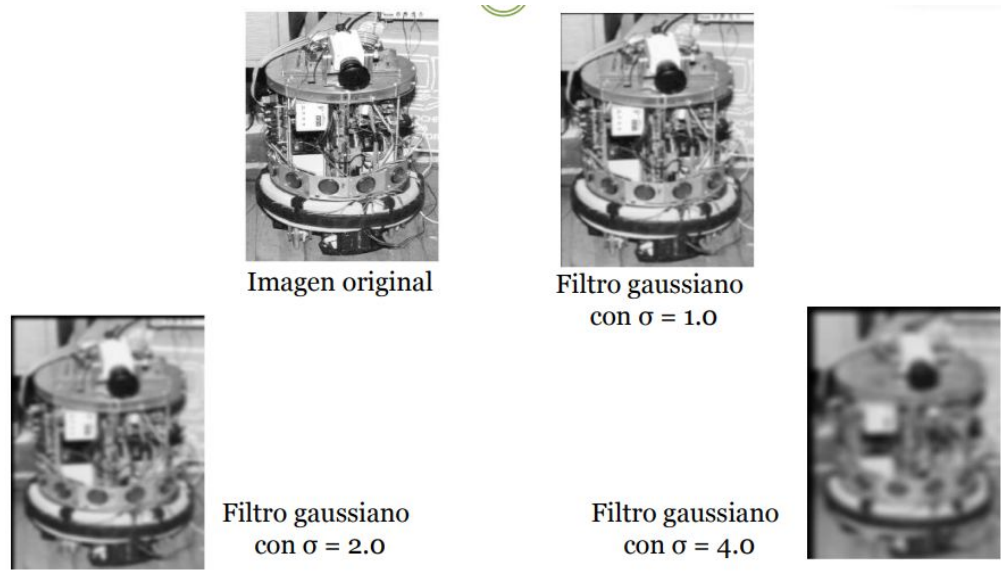 Imagen original
Filtro gaussiano
con σ = 1.0
Filtro gaussiano
con σ = 2.0
Filtro gaussiano
con σ = 4.0